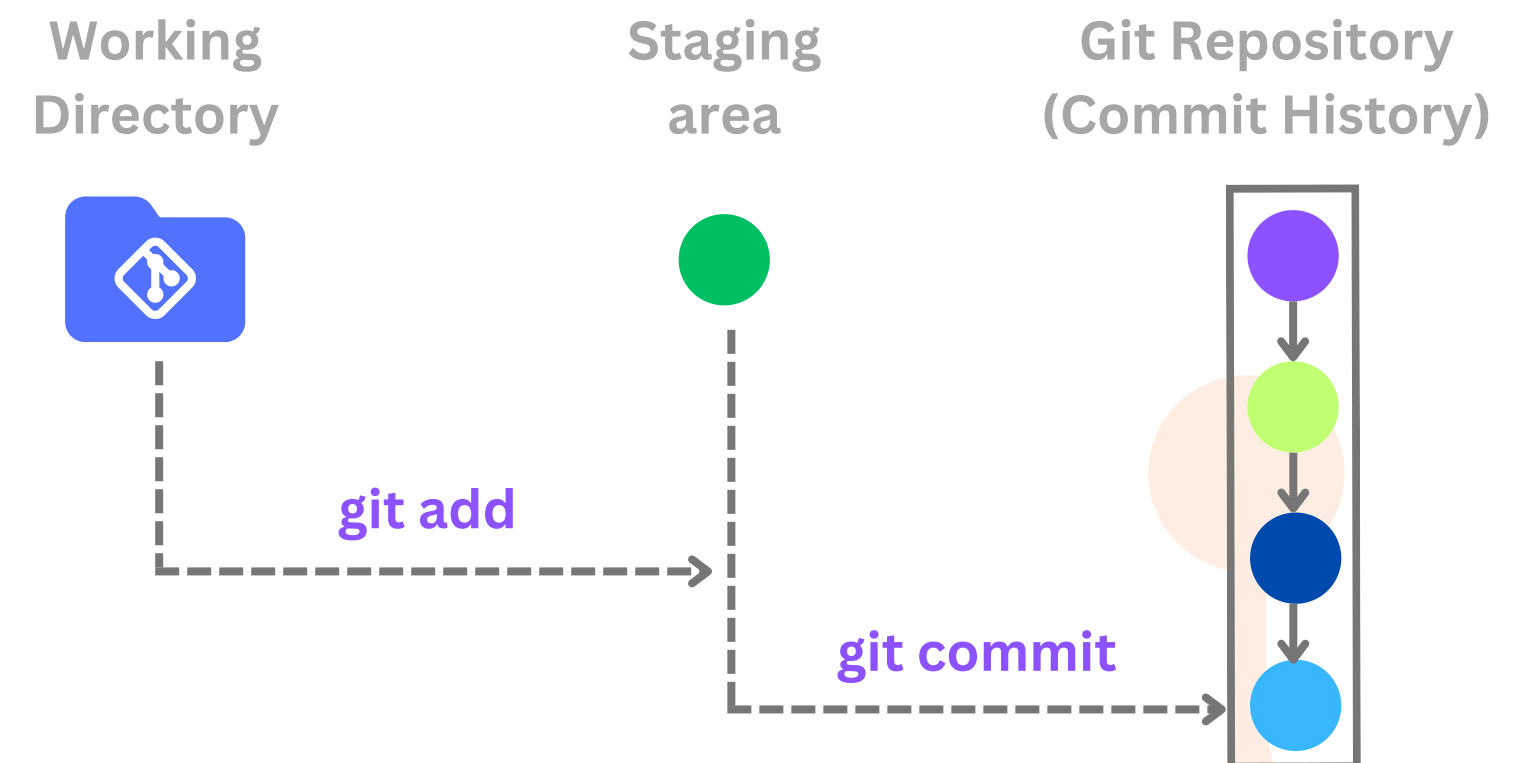 Working
Directory
Staging
area
Git Repository
(Commit History)
git add
git commit